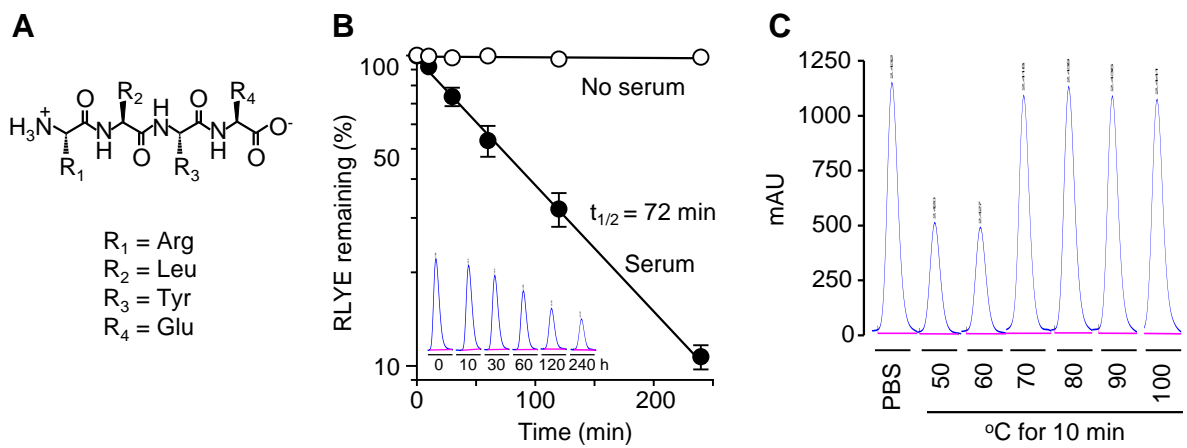 A
R₂ R₄
O H O
H₃N⁺ N N O⁻
N H
H
R₁ O R₃ O
R₁ = Arg
R₂ = Leu
R₃ = Tyr
R₄ = Glu
B
RLYE remaining (%)
100
50
10
No serum
t1/2 = 72 min
Serum
0 10 30 60 120 240 h
0 100 200
Time (min)
C
mAU
1250
1000
750
500
250
0
PBS 50 60 70 80 90 100
ºC for 10 min